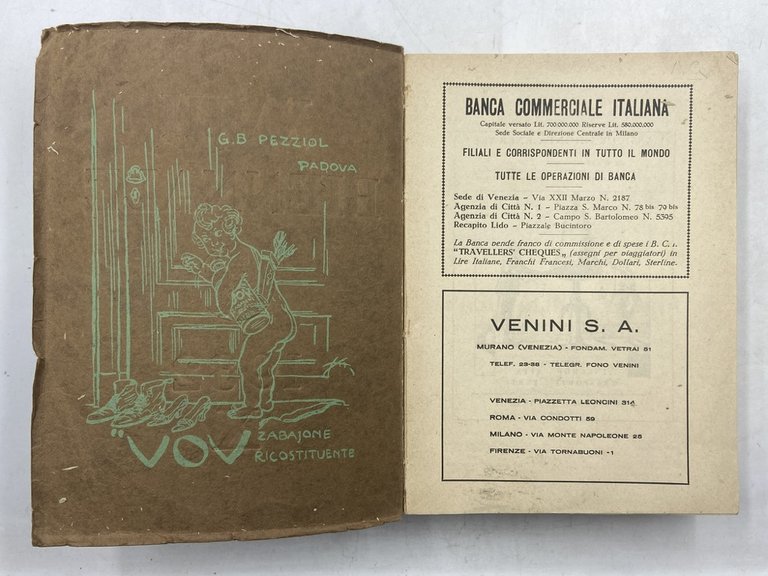 G.B PEZZIOL
PADOVA
"VOV
ZABAJONE
RICOSTITUENTE
BANCA COMMERCIALE ITALIANA
Capitale versato Lit. 700.000.000 Riserve Lit. 580.000.000
Sede Sociale e Direzione Centrale in Milano
FILIALI E CORRISPONDENTI IN TUTTO IL MONDO
TUTTE LE OPERAZIONI DI BANCA
Sede di Venezia - Via XXII Marzo N. 2187
Agenzia di Città N. 1 - Piazza S. Marco N. 78 bis 79 bis
Agenzia di Città N. 2 - Campo S. Bartolomeo N. 5395
Recapito Lido - Piazzale Bucintoro
La Banca vende franco di commissione e di spese i B. C. I.
"TRAVELLERS' CHEQUES„ (assegni per viaggiatori) in
Lire Italiane, Franchi Francesi, Marchi, Dollari, Sterline.
VENINI S. A.
MURANO (VENEZIA) - FONDAM. VETRAI 51
TELEF. 23-38 - TELEGR. FONO VENINI
VENEZIA - PIAZZETTA LEONCINI 314
ROMA - VIA CONDOTTI 59
MILANO - VIA MONTE NAPOLEONE 25
FIRENZE - VIA TORNABUONI -1